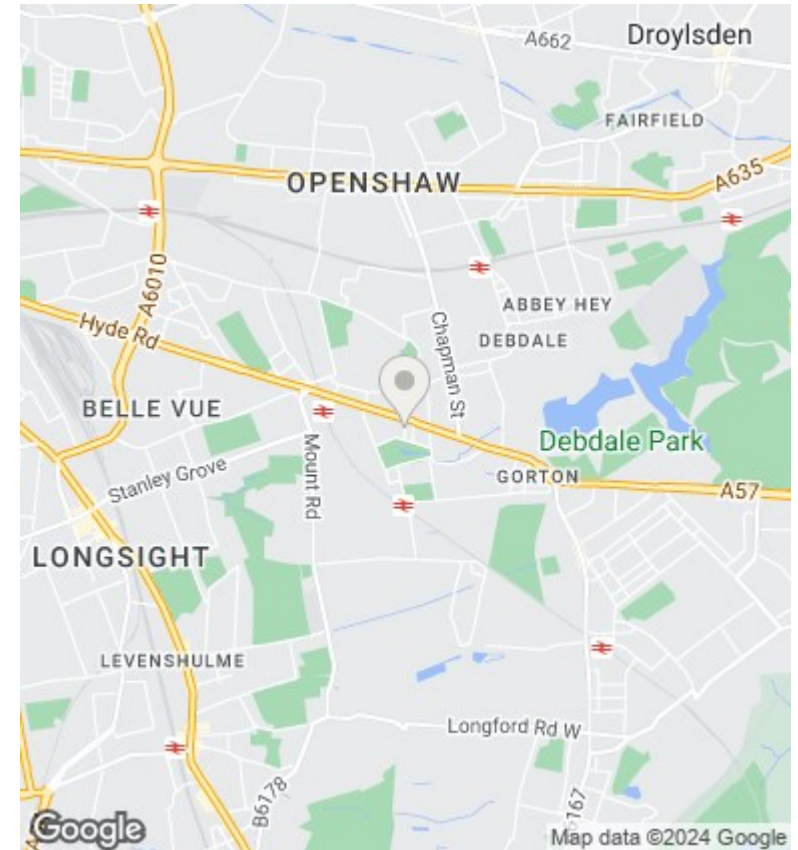 A662
Droylsden
FAIRFIELD
OPENSHAW
A635
A6010
ABBEY HEY
Hyde Rd
Chapman St
DEBDALE
BELLE VUE
Debdale Park
Mount Rd
Stanley Grove
GORTON
A57
LONGSIGHT
LEVENSHULME
Longford Rd W
B6178
Google
Map data ©2024 Google